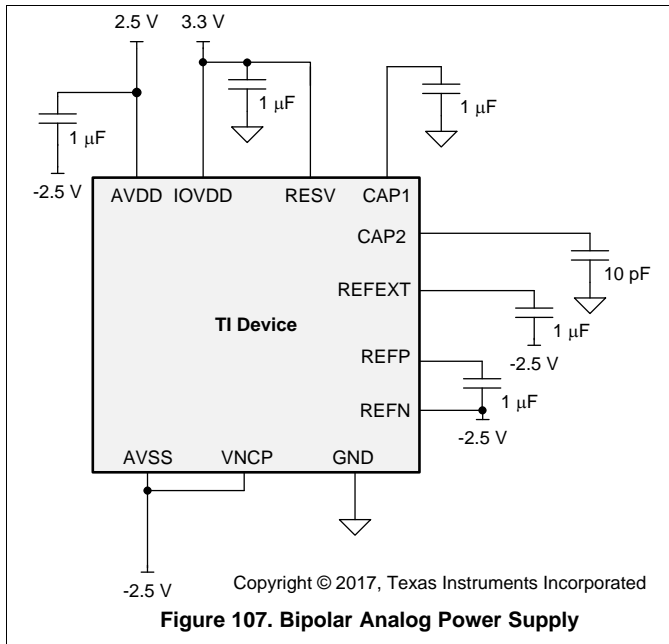 2.5 V
3.3 V
1 μF
1 μF
1 μF
-2.5 V
AVDD
IOVDD
RESV
CAP1
CAP2
10 pF
REFEXT
TI Device
1 μF
-2.5 V
REFP
1 μF
REFN
-2.5 V
AVSS
VNCP
GND
-2.5 V
Copyright © 2017, Texas Instruments Incorporated
Figure 107. Bipolar Analog Power Supply